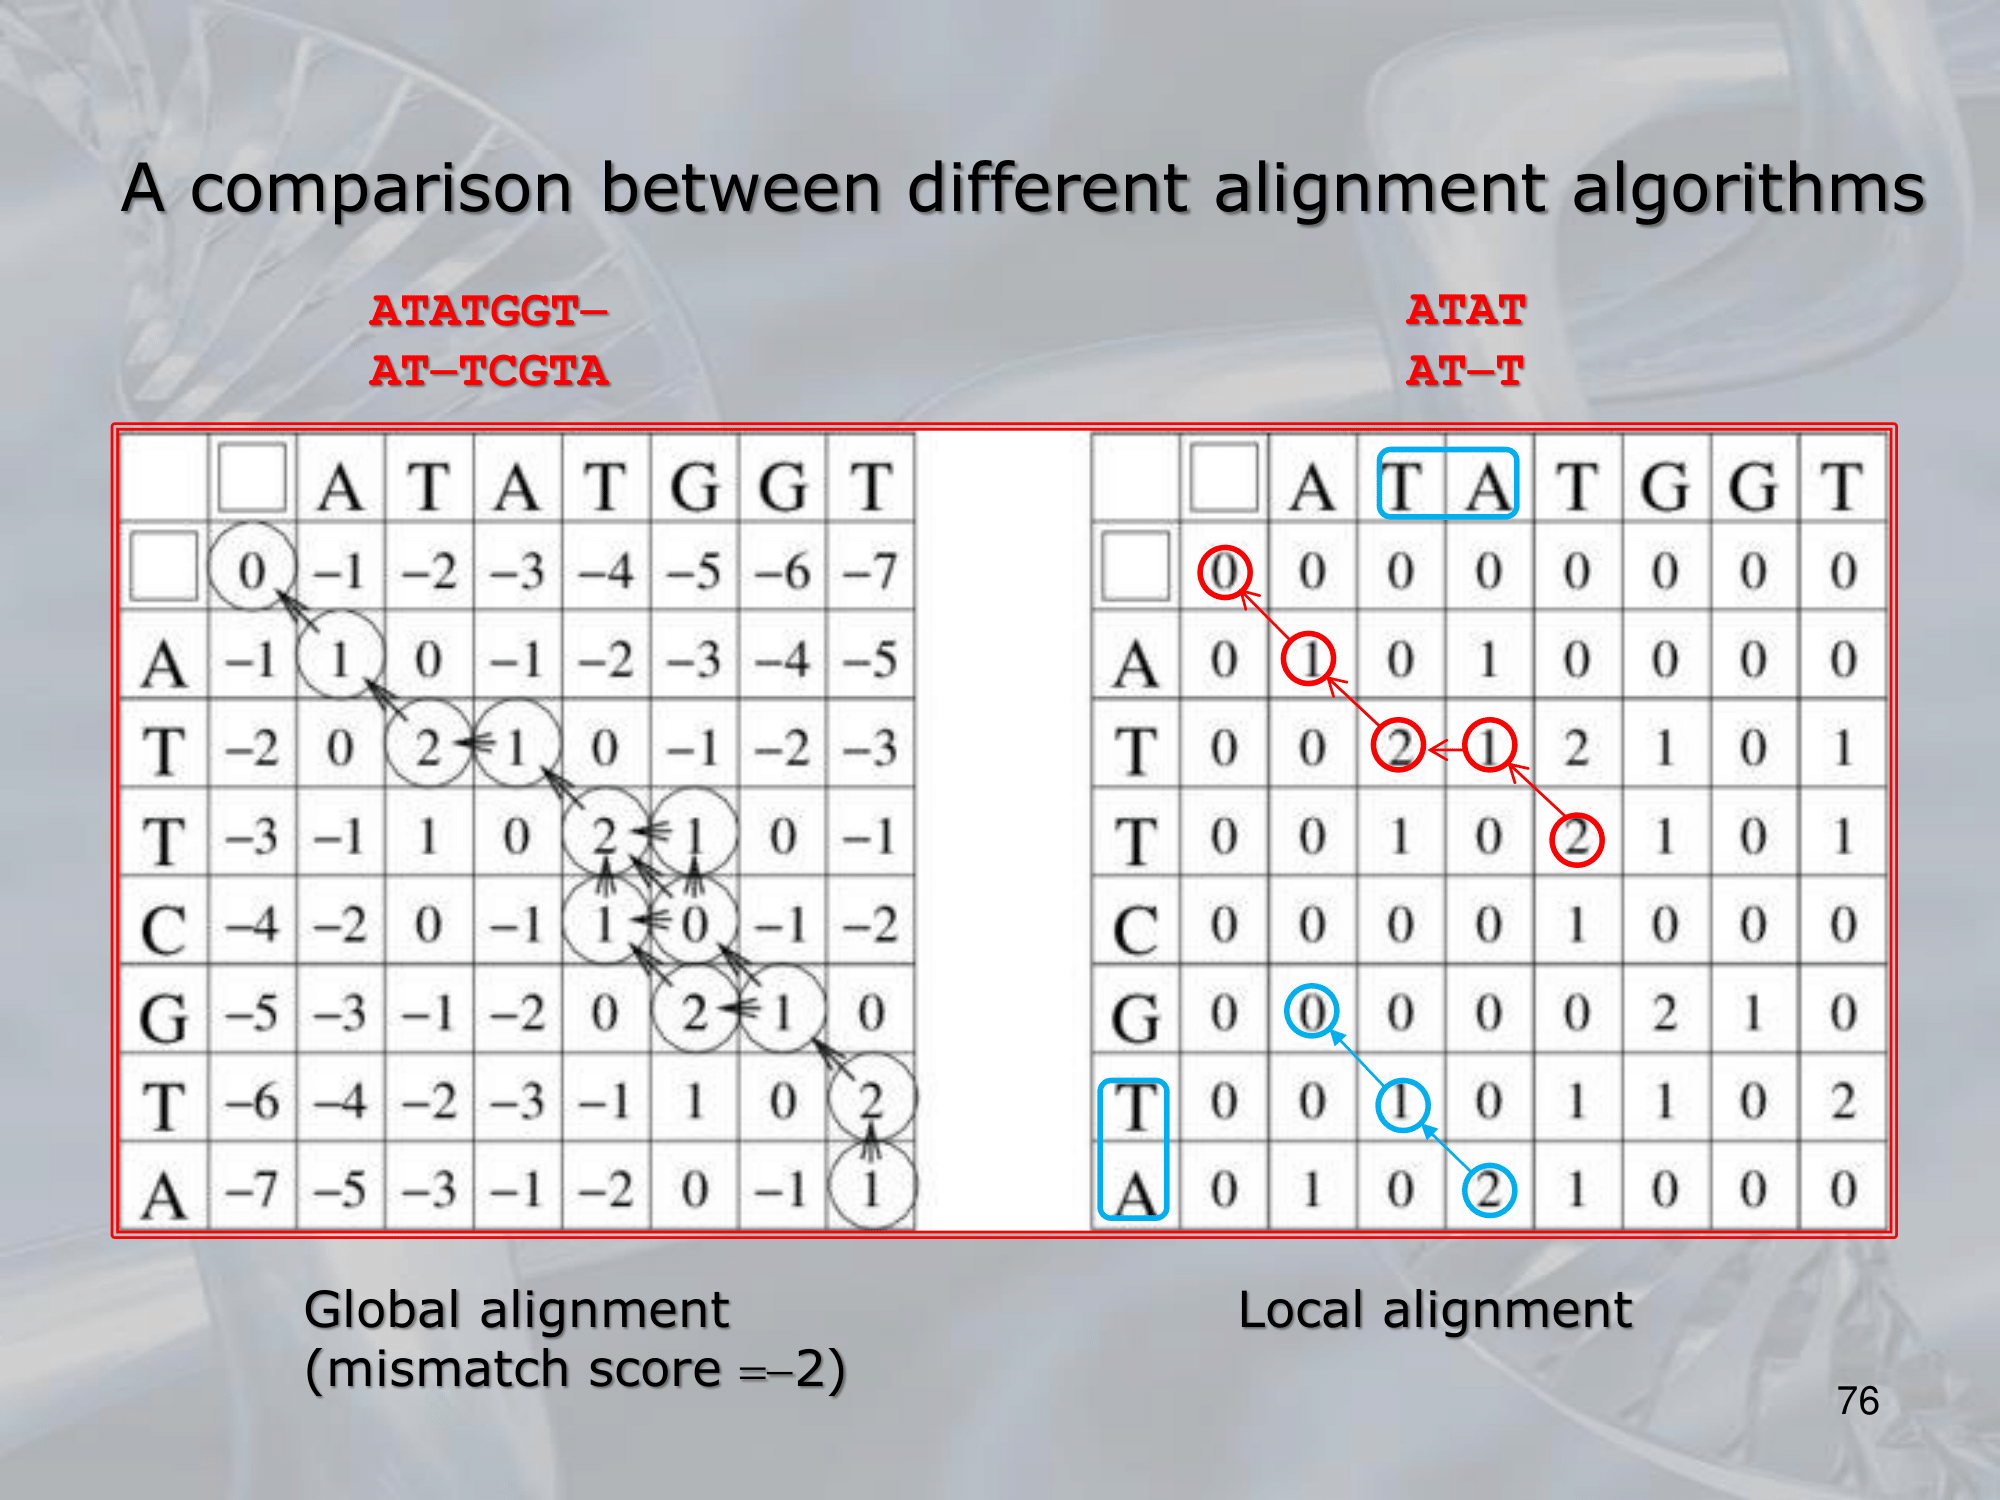 A comparison between different alignment algorithms
ATATGGT–
AT–TCGTA
ATAT
AT–T
A T A T G G T
0 –1 –2 –3 –4 –5 –6 –7
A –1 1 0 –1 –2 –3 –4 –5
T –2 0 2 1 0 –1 –2 –3
T –3 –1 1 0 2 1 0 –1
C –4 –2 0 –1 1 0 –1 –2
G –5 –3 –1 –2 0 2 1 0
T –6 –4 –2 –3 –1 1 0 2
A –7 –5 –3 –1 –2 0 –1 1
A T A T G G T
0 0 0 0 0 0 0 0
A 0 1 0 1 0 0 0 0
T 0 0 2 1 2 1 0 1
T 0 0 1 0 2 1 0 1
C 0 0 0 0 1 0 0 0
G 0 0 0 0 0 2 1 0
T 0 0 1 0 1 1 0 2
A 0 1 0 2 1 0 0 0
Global alignment
(mismatch score =–2)
Local alignment
76